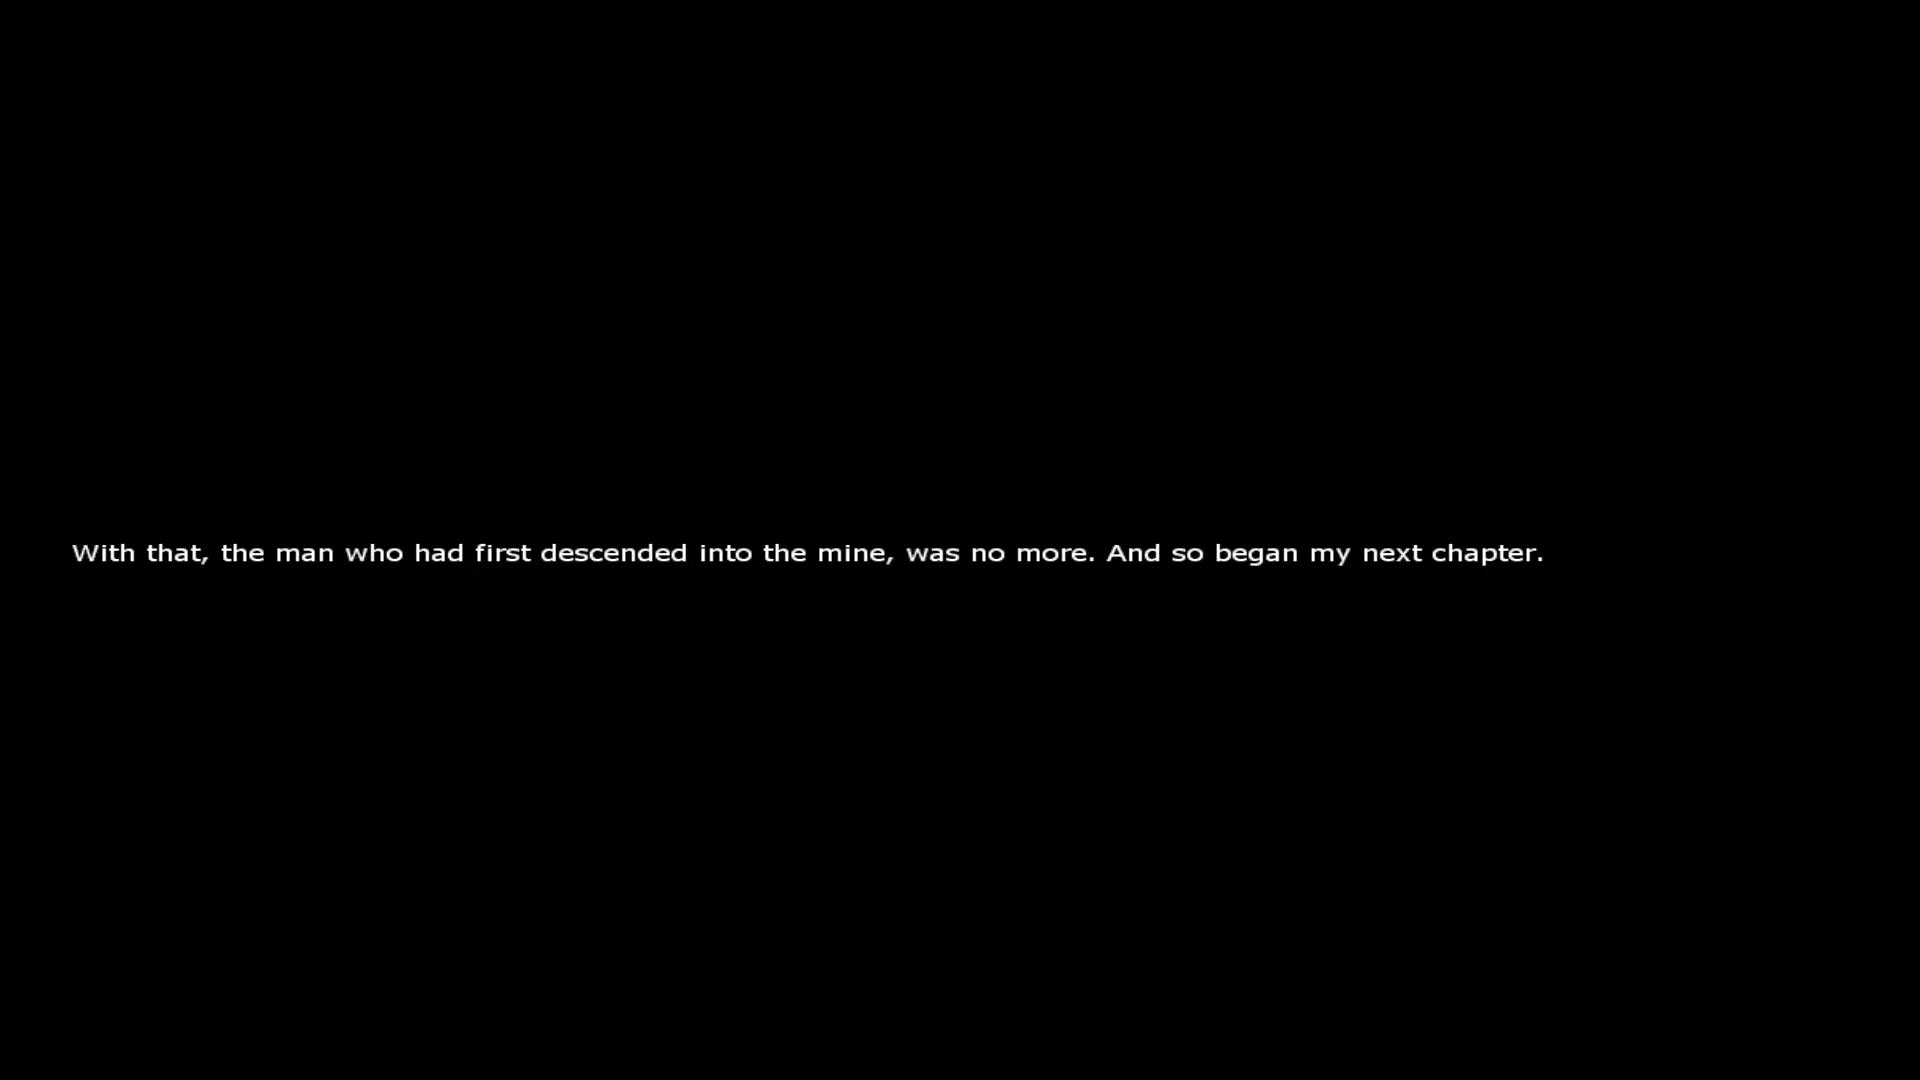 With that, the man who had first descended into the mine, was no more. And so began my next chapter.